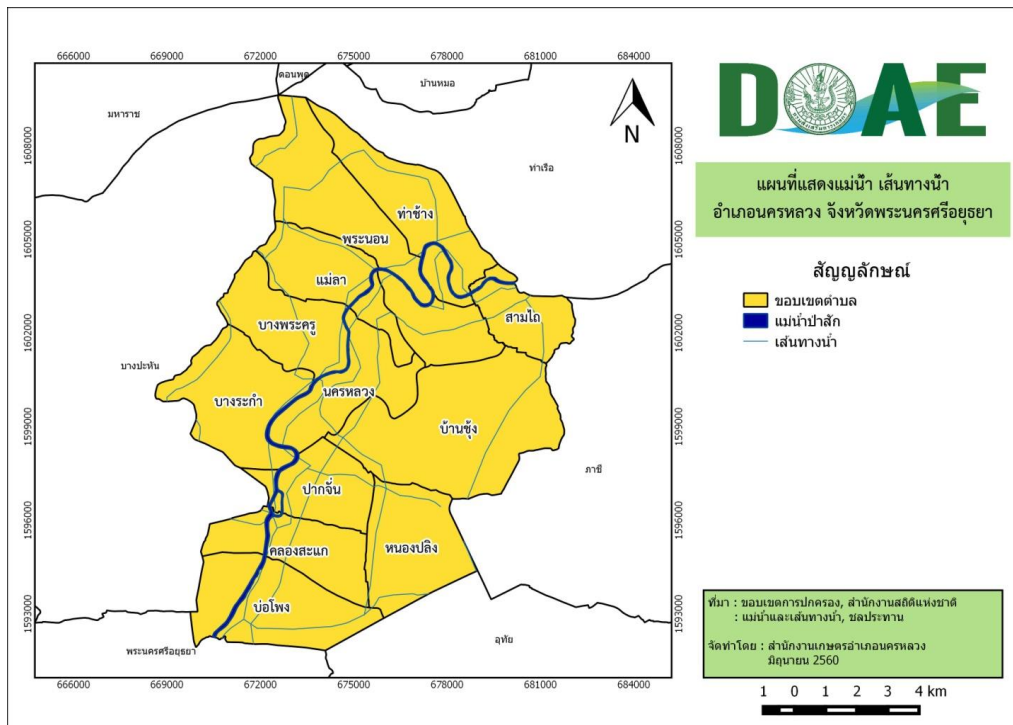 666000 669000 672000 675000 678000 681000 684000
ดอนพุด
บ้านหมอ
มหาราช
ท่าเรือ
N
1608000 1608000
ท่าช้าง
พระนอน
1605000 1605000
แม่ลา
สามไถ
บางพระครู
1602000 1602000
บางปะหัน
บางระกำ
นครหลวง
บ้านชุ้ง
1599000 1599000
ภาชี
ปากจั่น
1596000 1596000
คลองสะแก
หนองปลิง
บ่อโพง
1593000 1593000
พระนครศรีอยุธยา
อุทัย
666000 669000 672000 675000 678000 681000 684000
DOAE
แผนที่แสดงแม่น้ำ เส้นทางน้ำ
อำเภอนครหลวง จังหวัดพระนครศรีอยุธยา
สัญญลักษณ์
ขอบเขตตำบล
แม่น้ำป่าสัก
เส้นทางน้ำ
ที่มา : ขอบเขตการปกครอง, สำนักงานสถิติแห่งชาติ
: แม่น้ำและเส้นทางน้ำ, ชลประทาน
จัดทำโดย : สำนักงานเกษตรอำเภอนครหลวง
มิถุนายน 2560
1 0 1 2 3 4 km